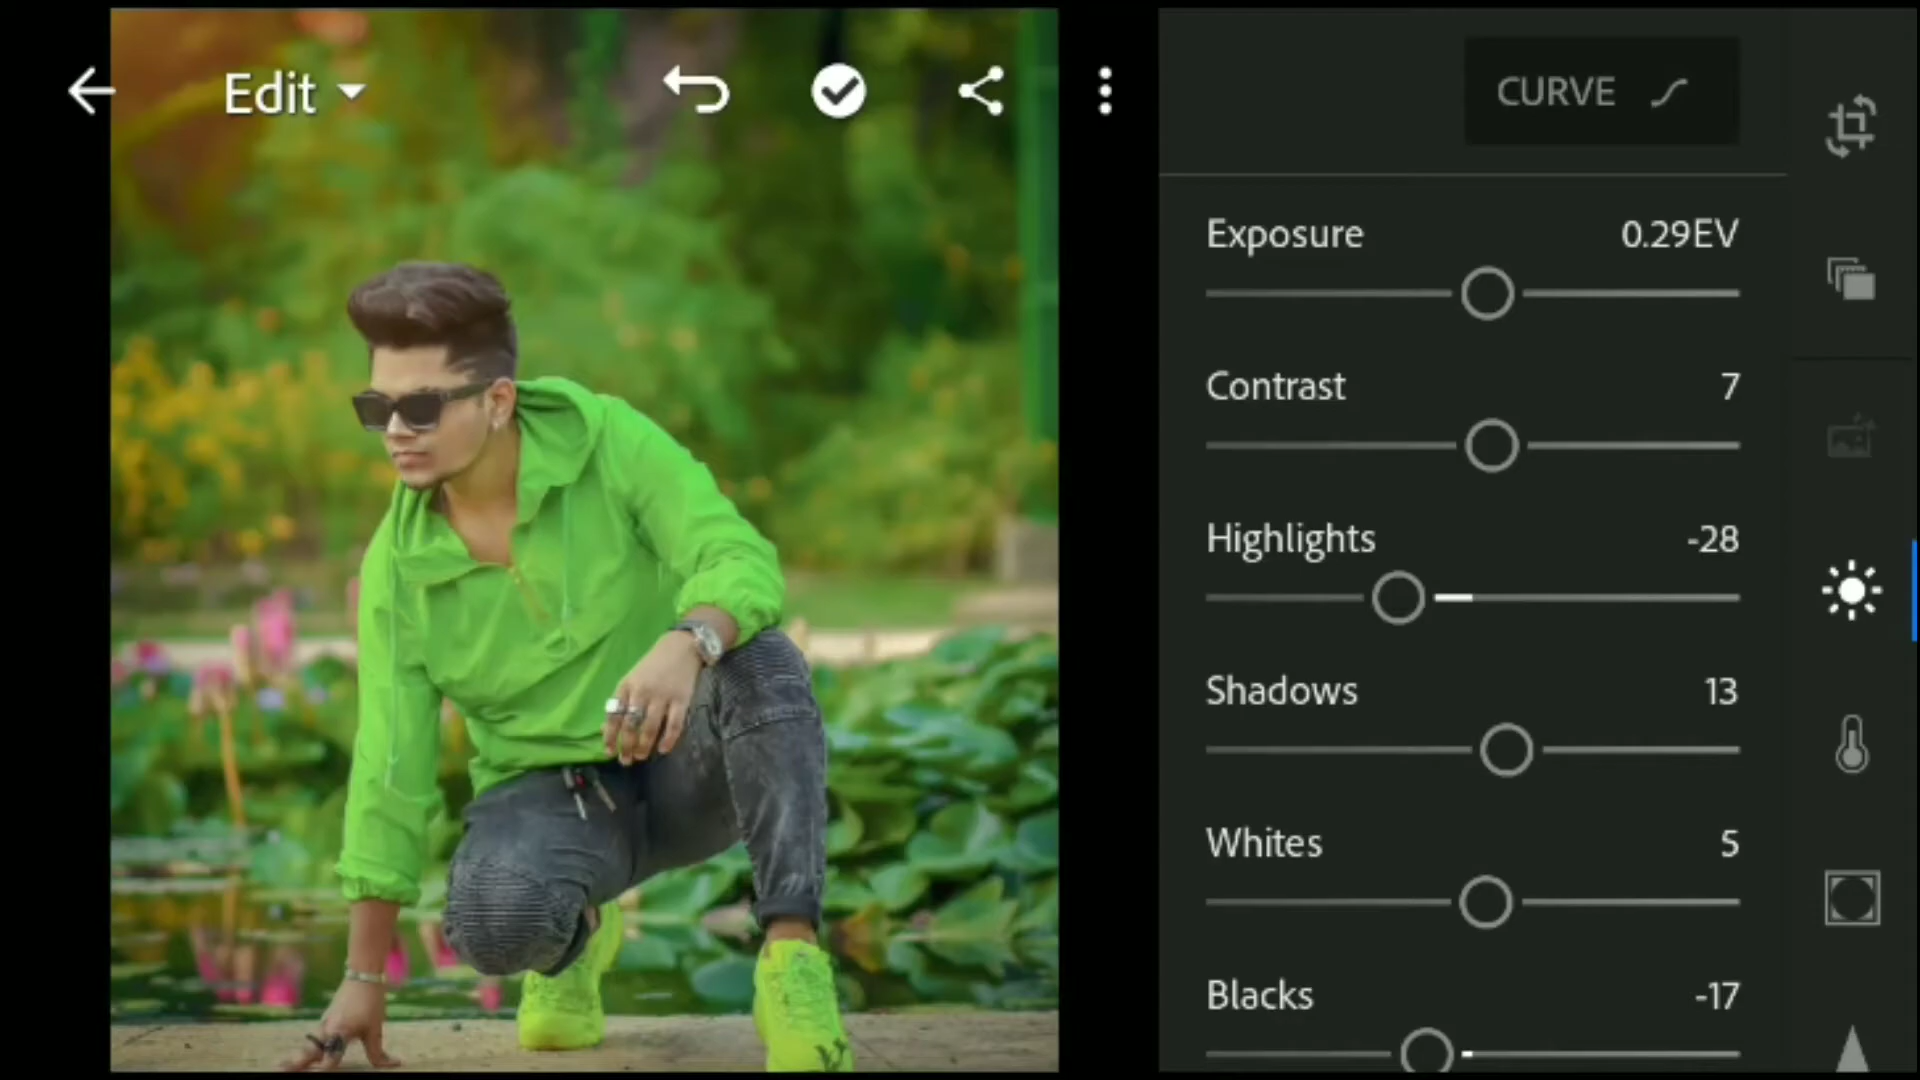 Edit
CURVE
Exposure 0.29EV
Contrast 7
Highlights -28
Shadows 13
Whites 5
Blacks -17